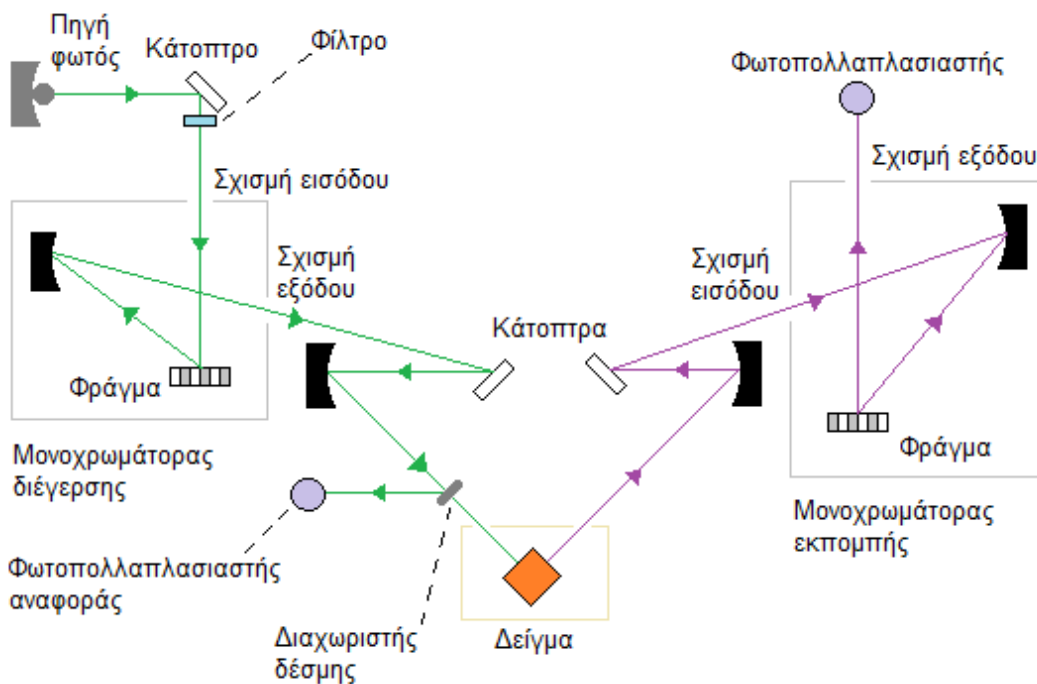 Πηγή
φωτός
Κάτοπτρο
Φίλτρο
Φωτοπολλαπλασιαστής
Σχισμή εισόδου
Σχισμή εξόδου
Σχισμή
εξόδου
Σχισμή
εισόδου
Κάτοπτρα
Φράγμα
Φράγμα
Μονοχρωμάτορας
διέγερσης
Μονοχρωμάτορας
εκπομπής
Φωτοπολλαπλασιαστής
αναφοράς
Διαχωριστής
δέσμης
Δείγμα